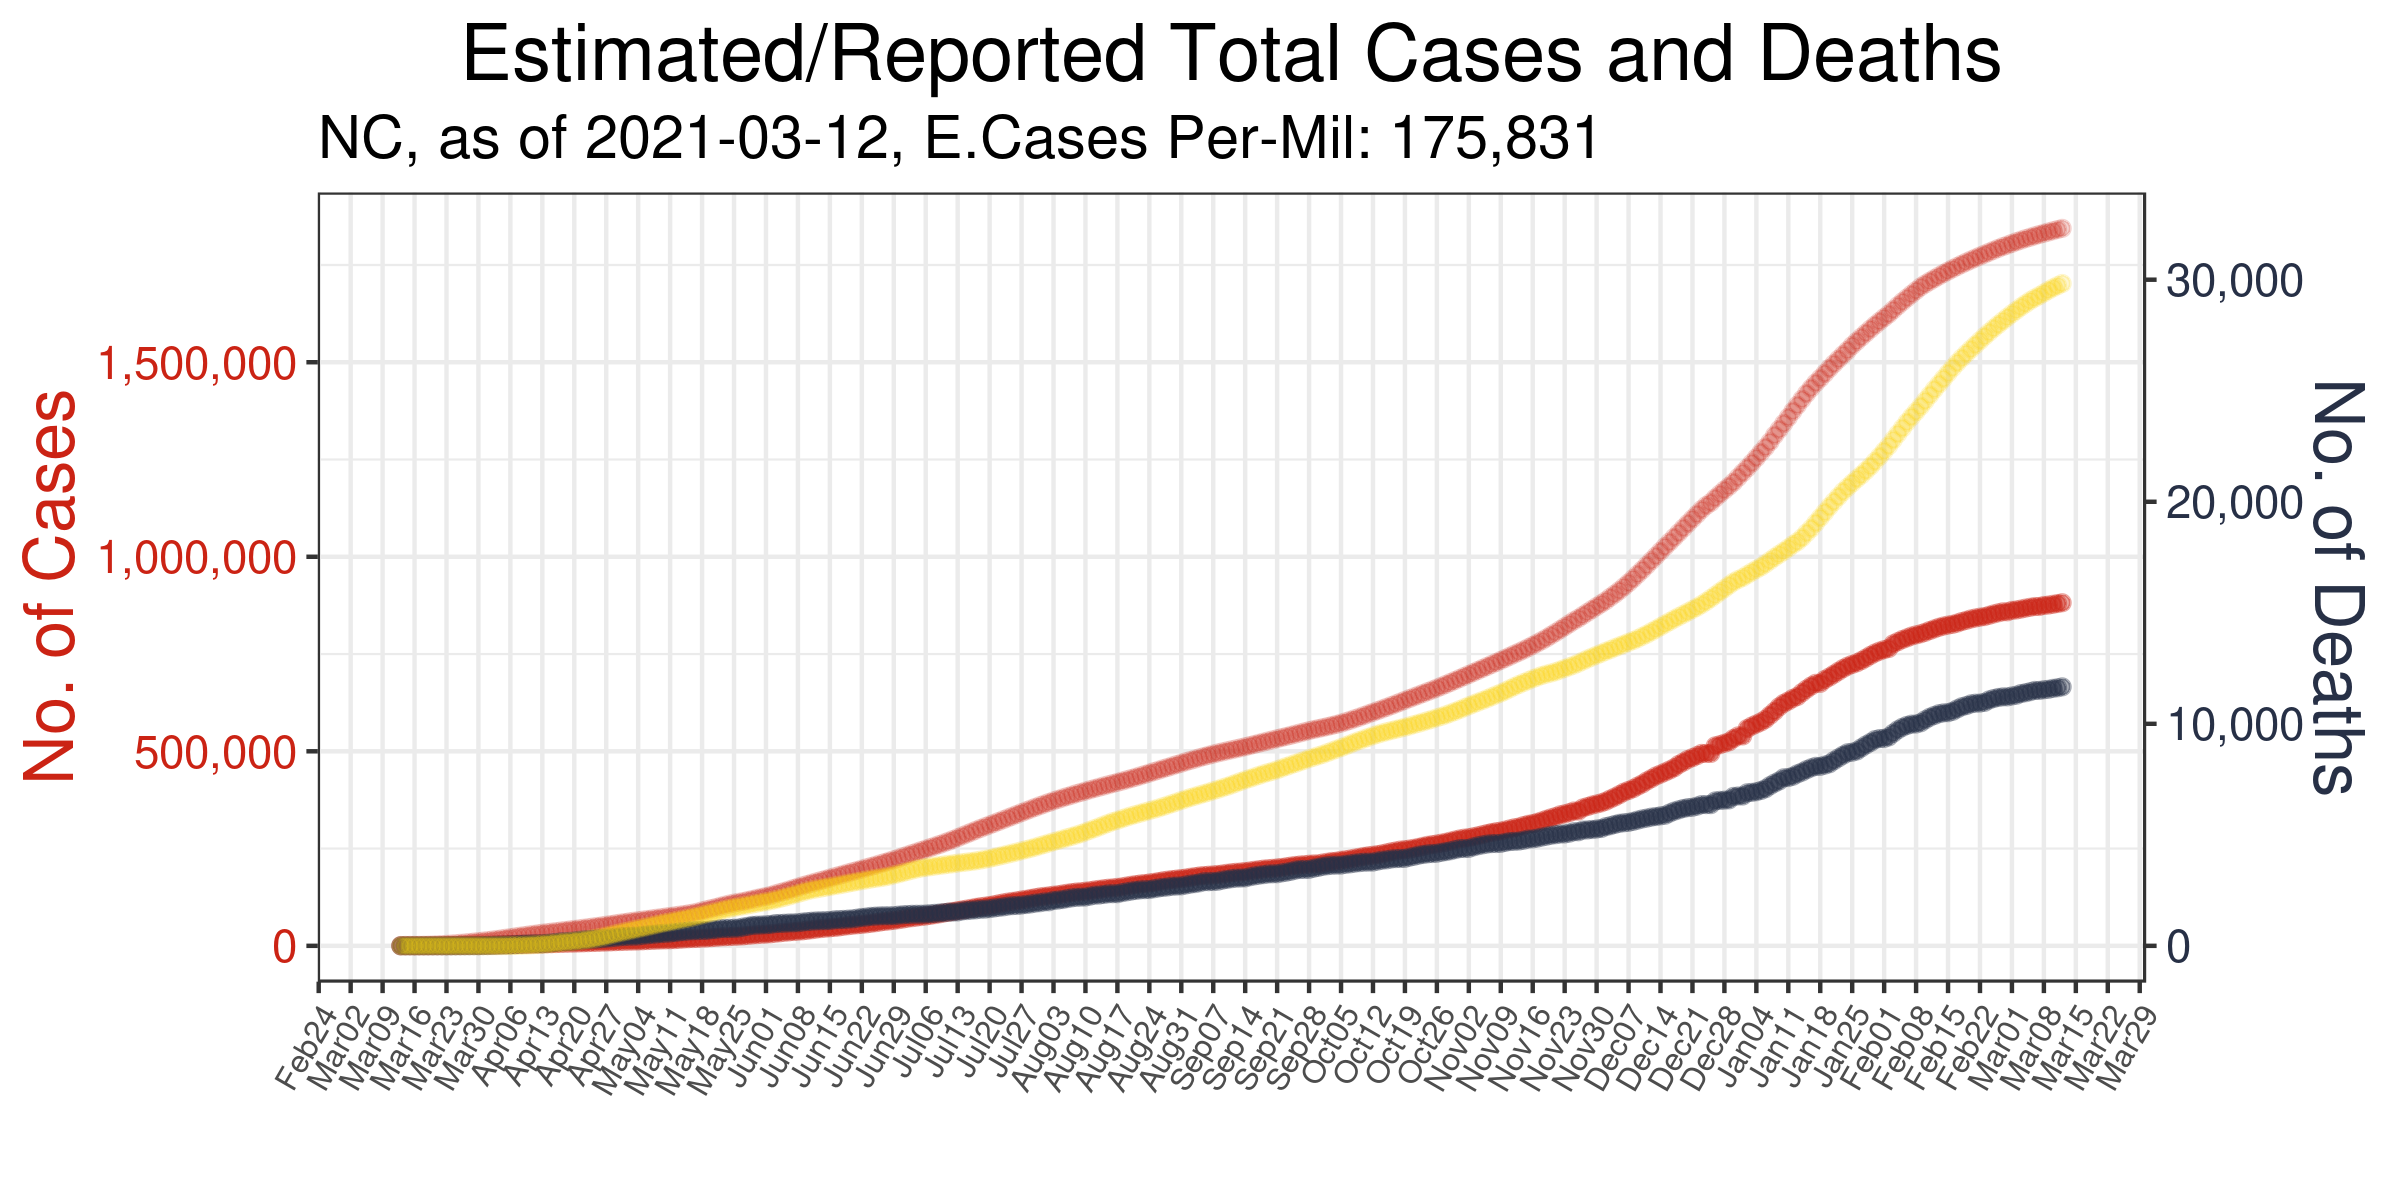 Estimated/Reported Total Cases and Deaths
NC, as of 2021-03-12, E.Cases Per-Mil: 175,831
No. of Cases
1,500,000
1,000,000
500,000
0
30,000
20,000
10,000
0
No. of Deaths
Feb24
Mar02
Mar09
Mar16
Mar23
Mar30
Apr06
Apr13
Apr20
Apr27
May04
May11
May18
May25
Jun01
Jun08
Jun15
Jun22
Jun29
Jul06
Jul13
Jul20
Jul27
Aug03
Aug10
Aug17
Aug24
Aug31
Sep07
Sep14
Sep21
Sep28
Oct05
Oct12
Oct19
Oct26
Nov02
Nov09
Nov16
Nov23
Nov30
Dec07
Dec14
Dec21
Dec28
Jan04
Jan11
Jan18
Jan25
Feb01
Feb08
Feb15
Feb22
Mar01
Mar08
Mar15
Mar22
Mar29